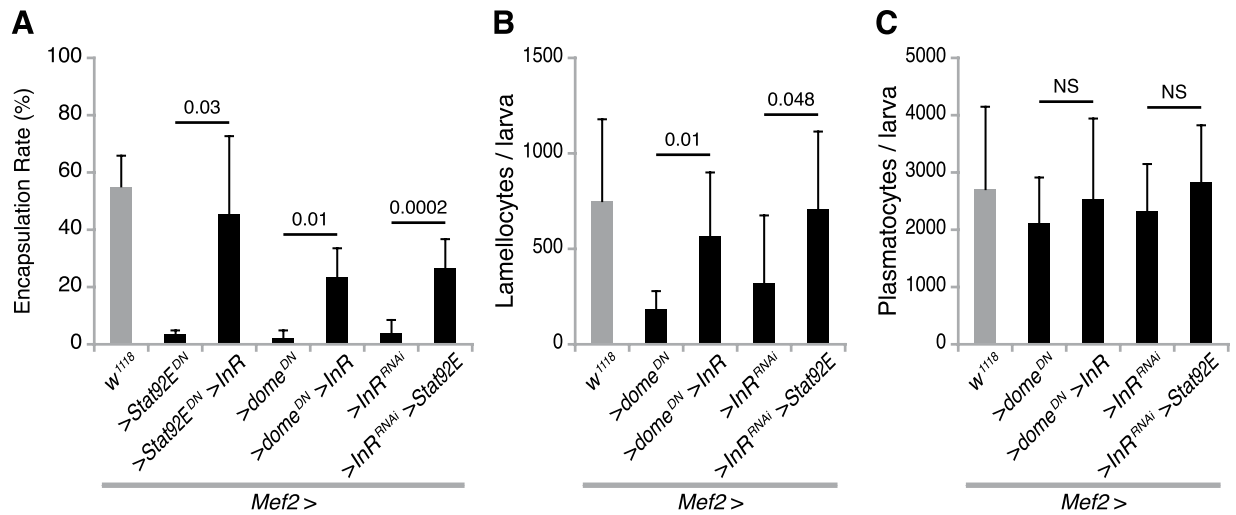 A
Encapsulation Rate (%)
100
80
60
40
20
0
0.03
0.01
0.0002
w1118
>Stat92EDN
>Stat92EDN >InR
>domeDN
>domeDN >InR
>InRRNAi
>InRRNAi >Stat92E
Mef2 >
B
Lamellocytes / larva
1500
1000
500
0
0.01
0.048
w1118
>domeDN
>domeDN >InR
>InRRNAi
>InRRNAi >Stat92E
Mef2 >
C
Plasmatocytes / larva
5000
4000
3000
2000
1000
0
NS
NS
w1118
>domeDN
>domeDN >InR
>InRRNAi
>InRRNAi >Stat92E
Mef2 >